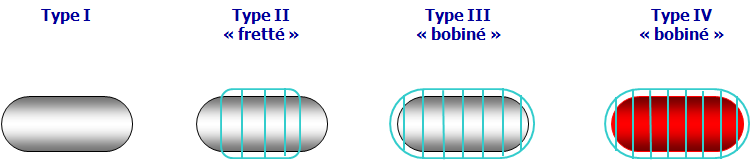 Type I
Type II
« fretté »
Type III
« bobiné »
Type IV
« bobiné »